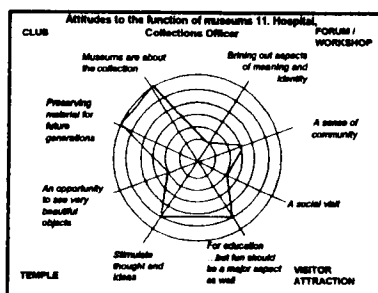 Attitudes to the function of museums 11. Hospital,
Collections Officer
CLUB
FORUM /
WORKSHOP
Museums are about
the collection
Brining out aspects
of meaning and
identity
Preserving
material for
future
generations
A sense of
community
An opportunity
to see very
beautiful
objects
A social visit
Stimulate
thought and
ideas
For education
...but fun should
be a major aspect
as well
TEMPLE
VISITOR
ATTRACTION